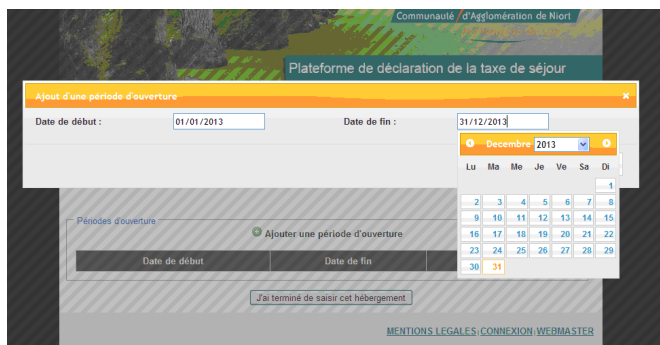 Communauté d'Agglomération de Niort
Plateforme de déclaration de la taxe de séjour
Ajout d'une période d'ouverture
Date de début : 01/01/2013 Date de fin : 31/12/2013
Decembre 2013
Lu Ma Me Je Ve Sa Di
1
2 3 4 5 6 7 8
9 10 11 12 13 14 15
16 17 18 19 20 21 22
23 24 25 26 27 28 29
30 31
Périodes d'ouverture
Ajouter une période d'ouverture
Date de début Date de fin
J'ai terminé de saisir cet hébergement
MENTIONS LEGALES | CONNEXION | WEBMASTER